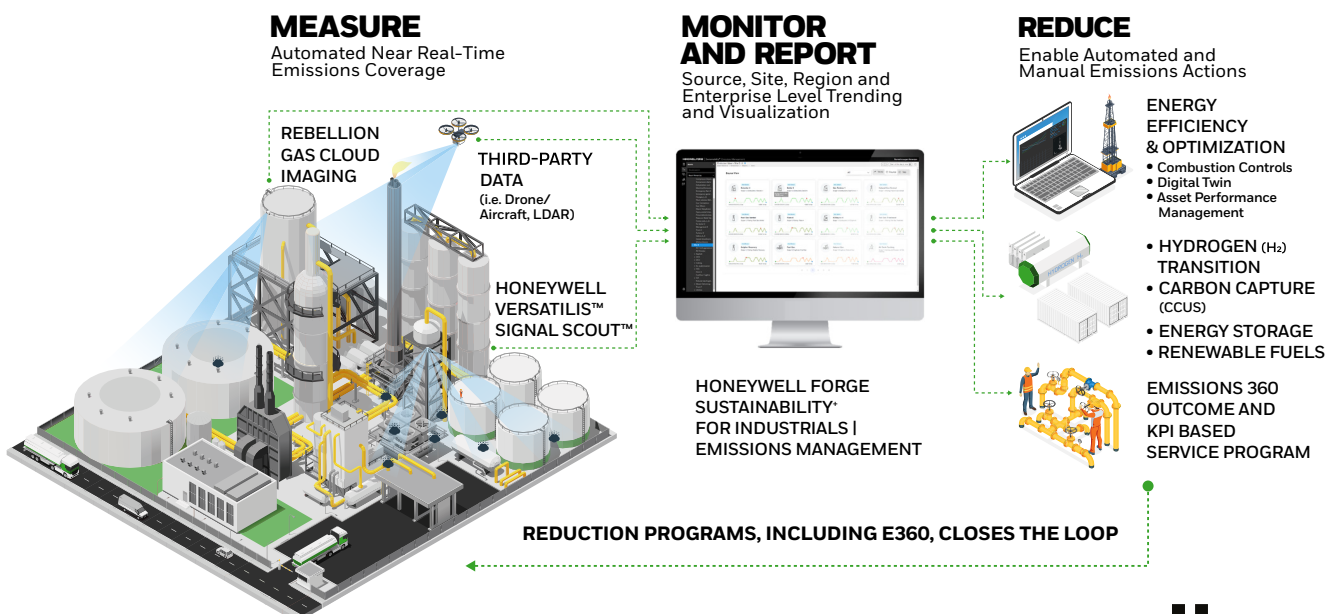 MEASURE
Automated Near Real-Time
Emissions Coverage
REBELLION
GAS CLOUD
IMAGING
THIRD-PARTY
DATA
(i.e. Drone/
Aircraft, LDAR)
HONEYWELL
VERSATILIS™
SIGNAL SCOUT™
MONITOR
AND REPORT
Source, Site, Region and
Enterprise Level Trending
and Visualization
HONEYWELL FORGE
SUSTAINABILITY+
FOR INDUSTRIALS |
EMISSIONS MANAGEMENT
REDUCE
Enable Automated and
Manual Emissions Actions
ENERGY
EFFICIENCY
& OPTIMIZATION
• Combustion Controls
• Digital Twin
• Asset Performance
Management
HYDROGEN H₂
• HYDROGEN (H₂)
TRANSITION
• CARBON CAPTURE
(CCUS)
• ENERGY STORAGE
• RENEWABLE FUELS
EMISSIONS 360
OUTCOME AND
KPI BASED
SERVICE PROGRAM
REDUCTION PROGRAMS, INCLUDING E360, CLOSES THE LOOP